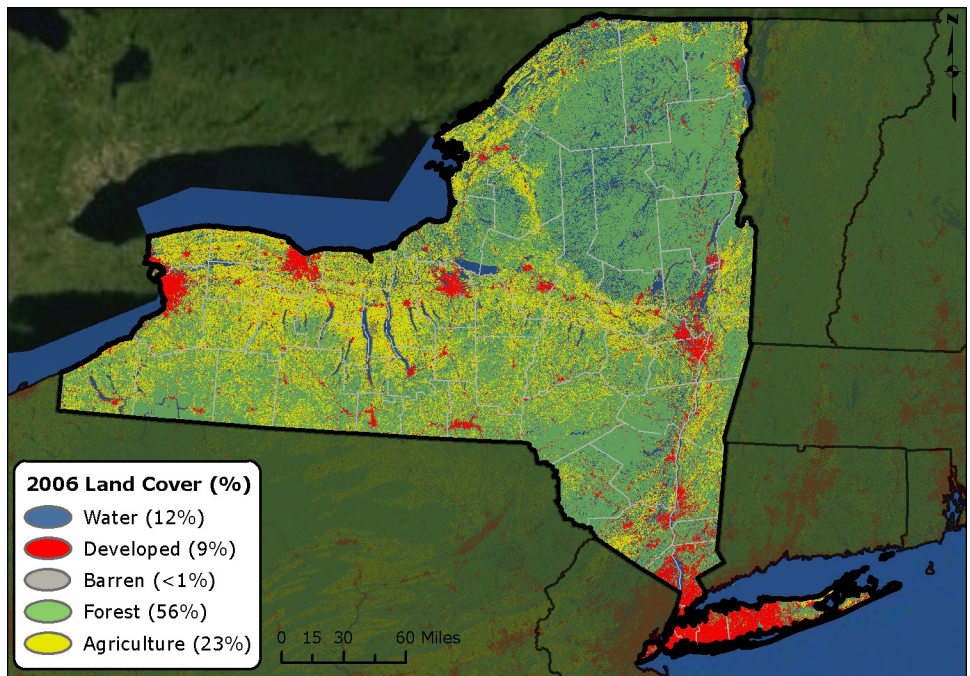 N
2006 Land Cover (%)
Water (12%)
Developed (9%)
Barren (<1%)
Forest (56%)
Agriculture (23%)
0 15 30 60 Miles